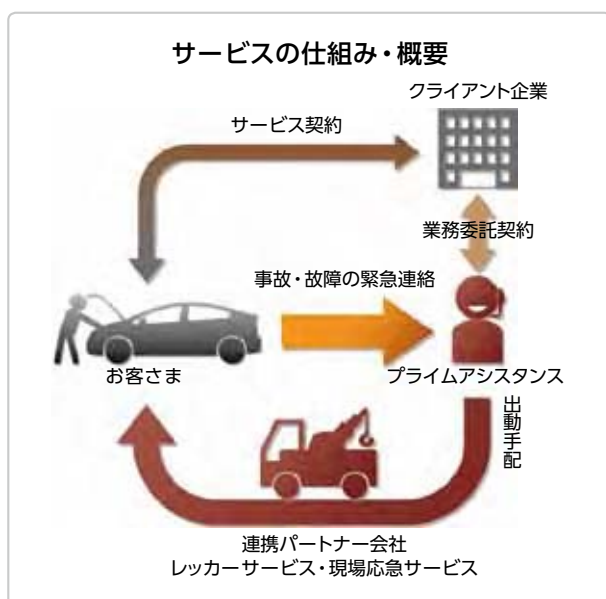 サービスの仕組み・概要
クライアント企業
サービス契約
業務委託契約
事故・故障の緊急連絡
お客さま
プライムアシスタンス
出動手配
連携パートナー会社
レッカーサービス・現場応急サービス